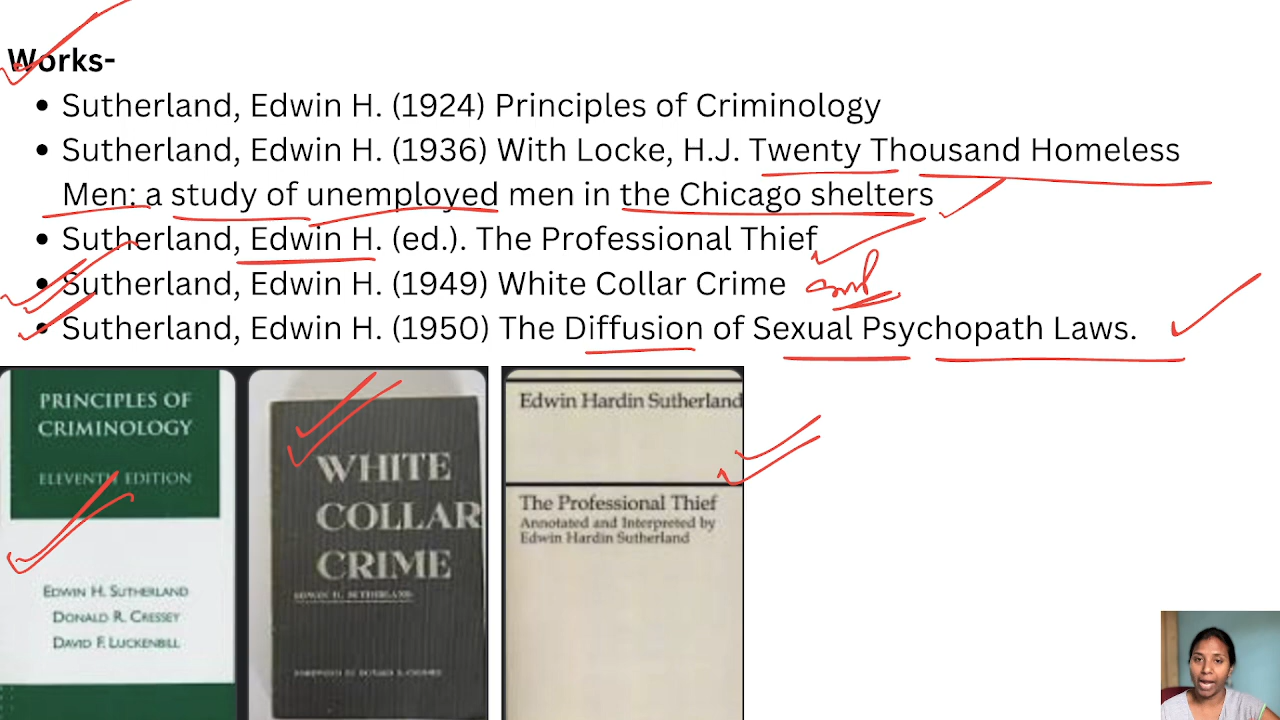 Works-
• Sutherland, Edwin H. (1924) Principles of Criminology
• Sutherland, Edwin H. (1936) With Locke, H.J. Twenty Thousand Homeless
Men: a study of unemployed men in the Chicago shelters
• Sutherland, Edwin H. (ed.). The Professional Thief
• Sutherland, Edwin H. (1949) White Collar Crime
• Sutherland, Edwin H. (1950) The Diffusion of Sexual Psychopath Laws.
PRINCIPLES OF
CRIMINOLOGY
ELEVENTH EDITION
EDWIN H. SUTHERLAND
DONALD R. CRESSEY
DAVID F. LUCKENBILL
WHITE
COLLAR
CRIME
EDWIN H. SUTHERLAND
Edwin Hardin Sutherland
The Professional Thief
Annotated and Interpreted by
Edwin Hardin Sutherland